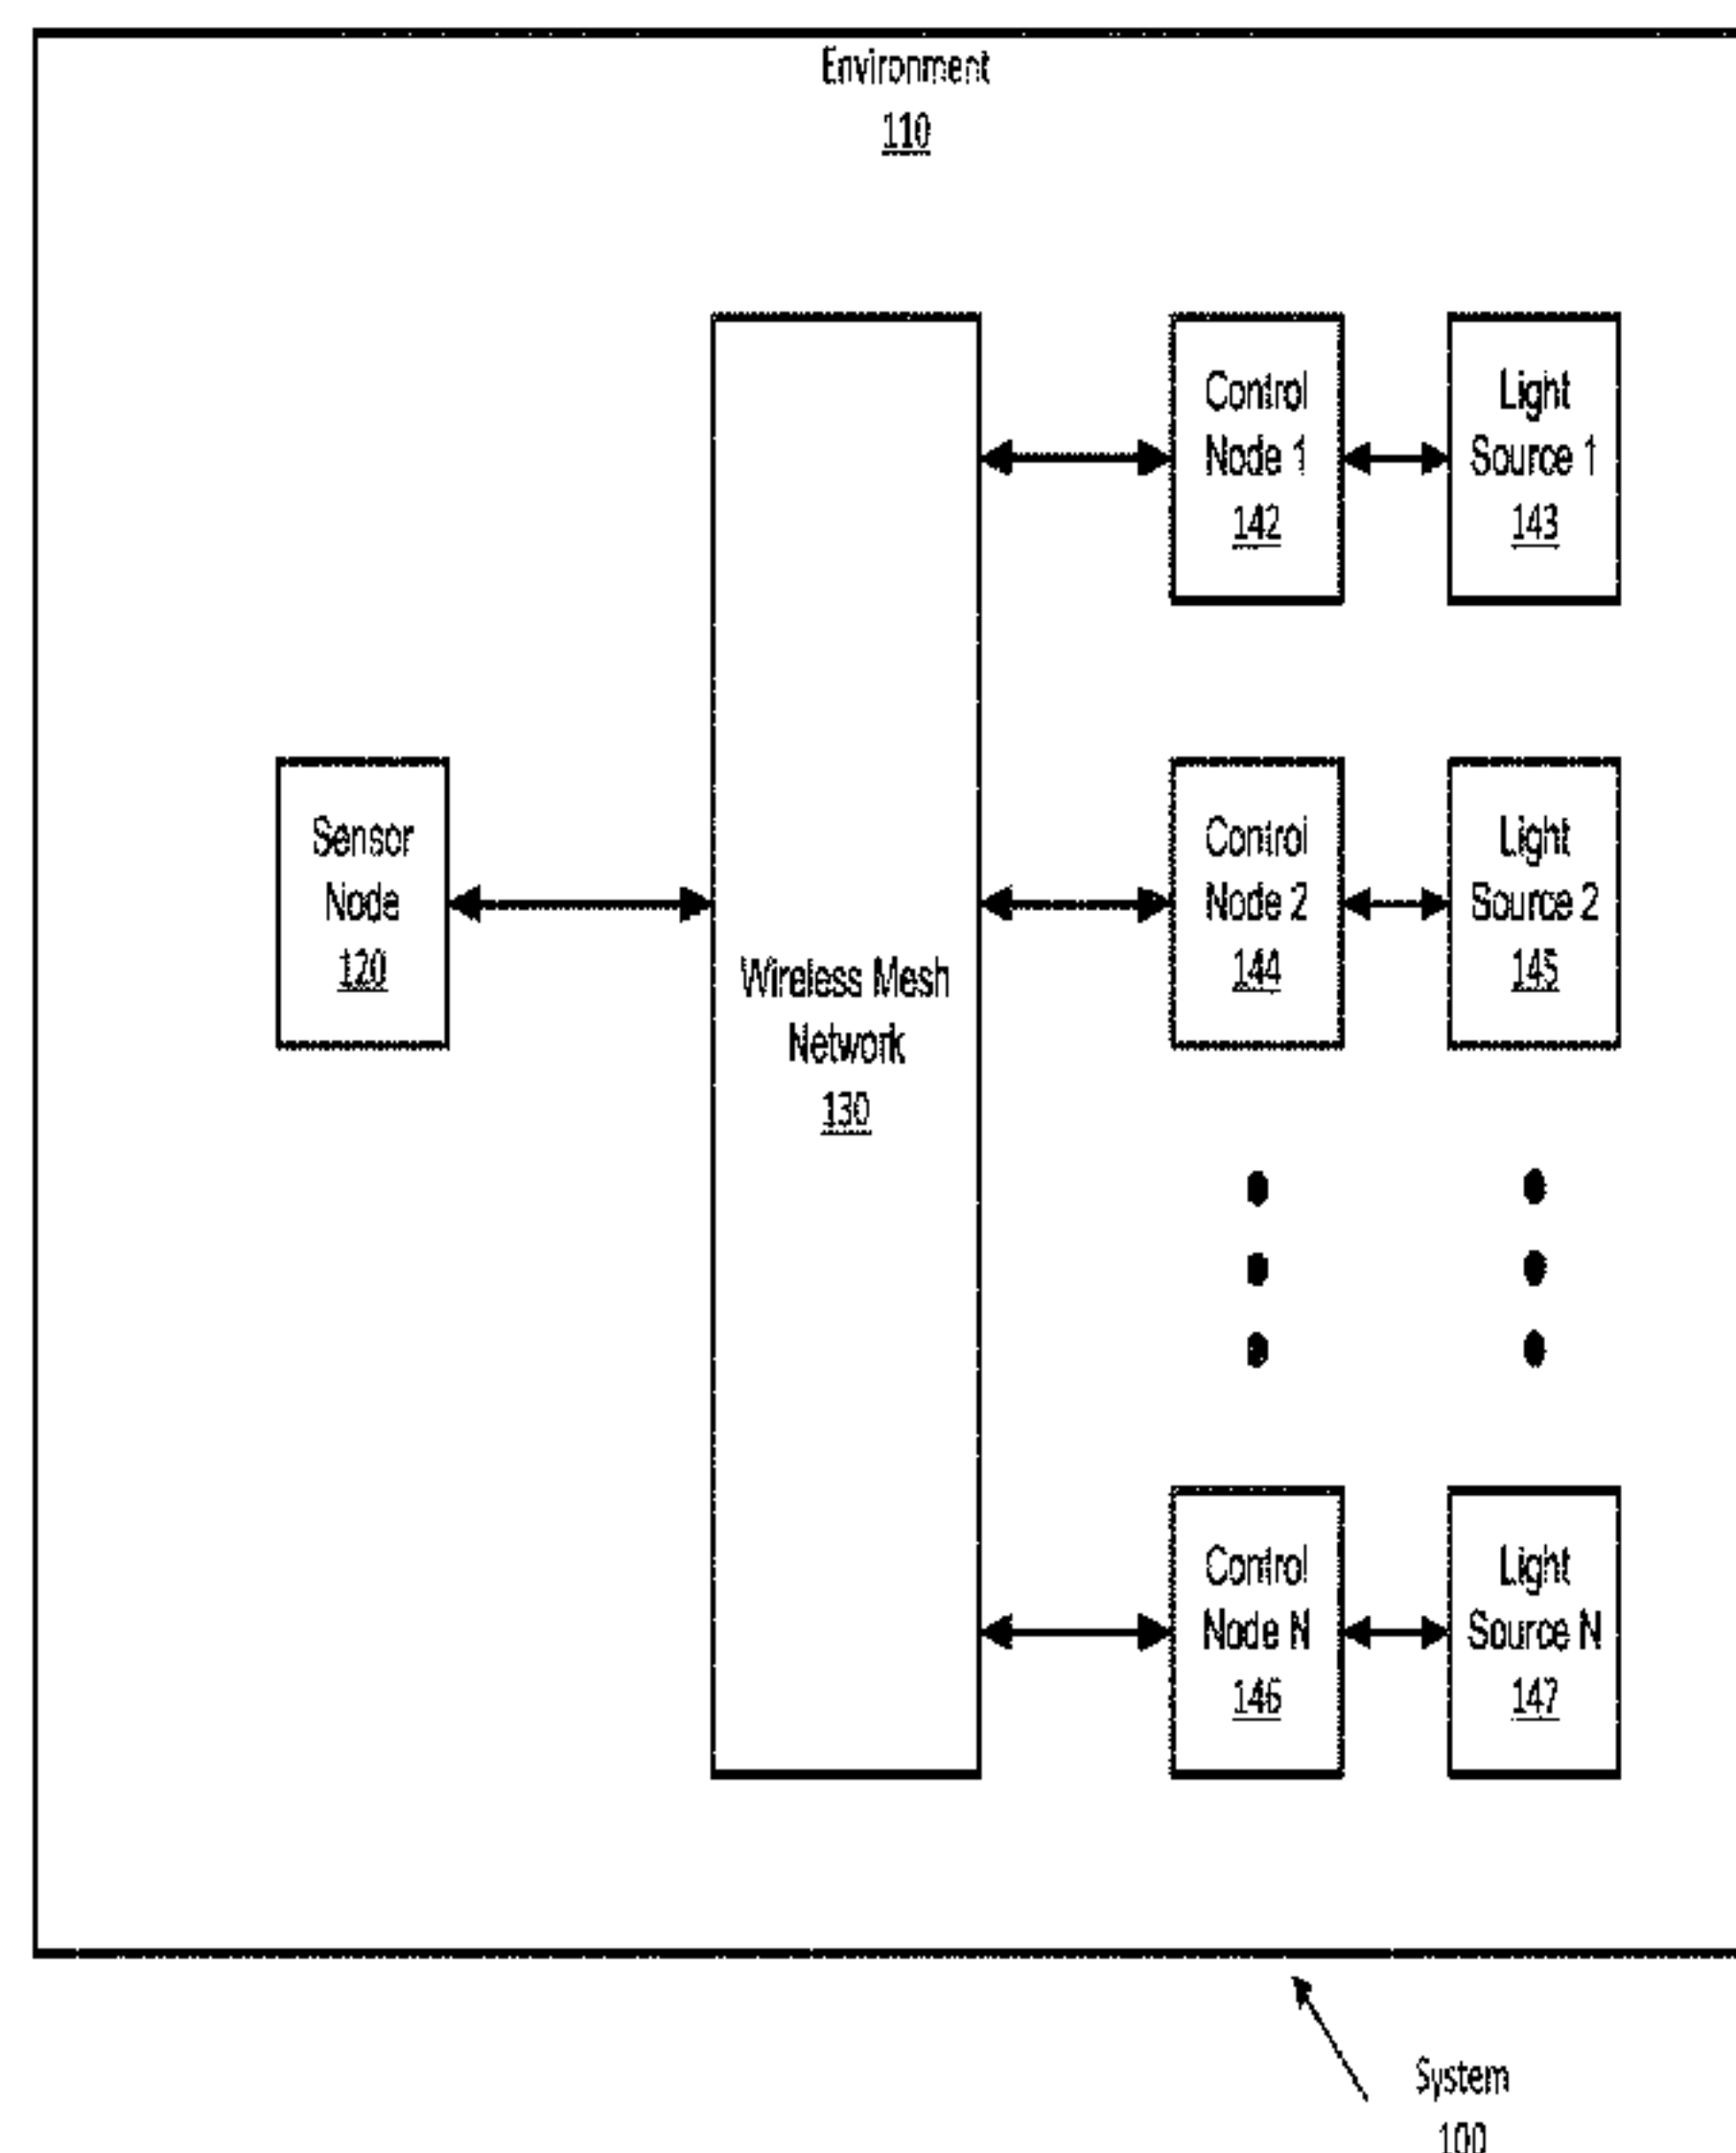 Environment
110
Control
Node 1
142
Light
Source 1
143
Sensor
Node
120
Wireless Mesh
Network
130
Control
Node 2
144
Light
Source 2
145
Control
Node N
146
Light
Source N
147
System
100